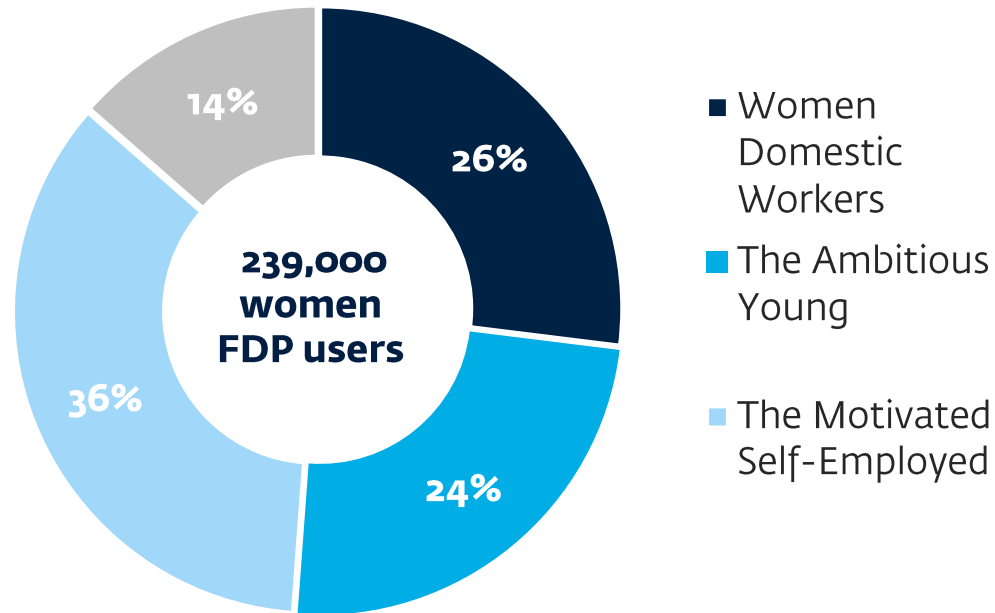 14%
26%
36%
24%
239,000
women
FDP users
Women
Domestic
Workers
The Ambitious
Young
The Motivated
Self-Employed